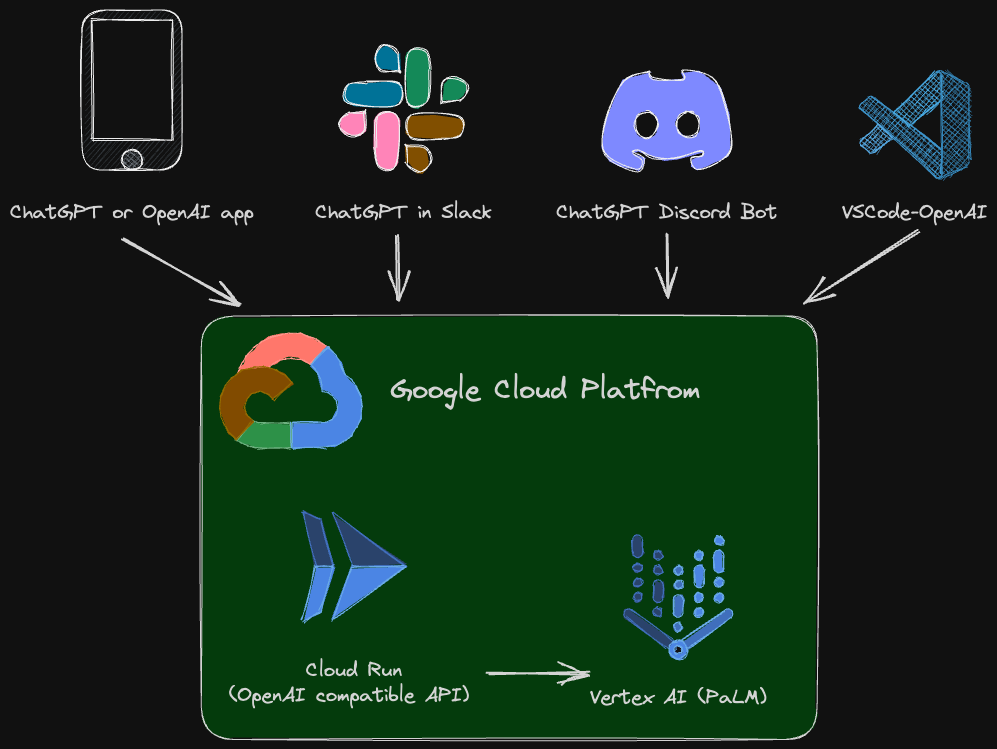 ChatGPT or OpenAI app
ChatGPT in Slack
ChatGPT Discord Bot
VSCode-OpenAI
Google Cloud Platfrom
Cloud Run
(OpenAI compatible API)
Vertex AI (PaLM)